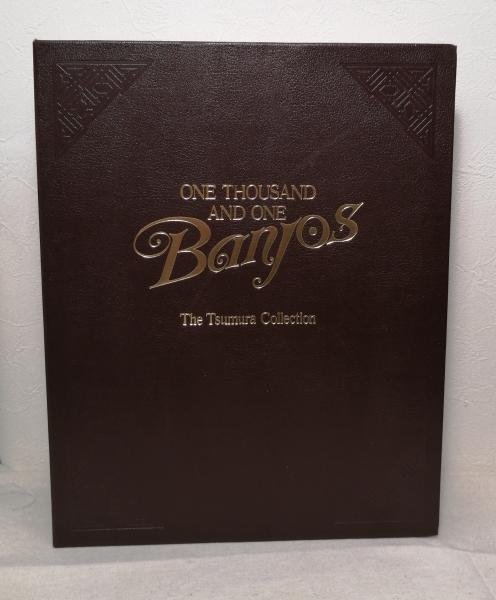 ONE THOUSAND
AND ONE
Banjos
The Tsumura Collection